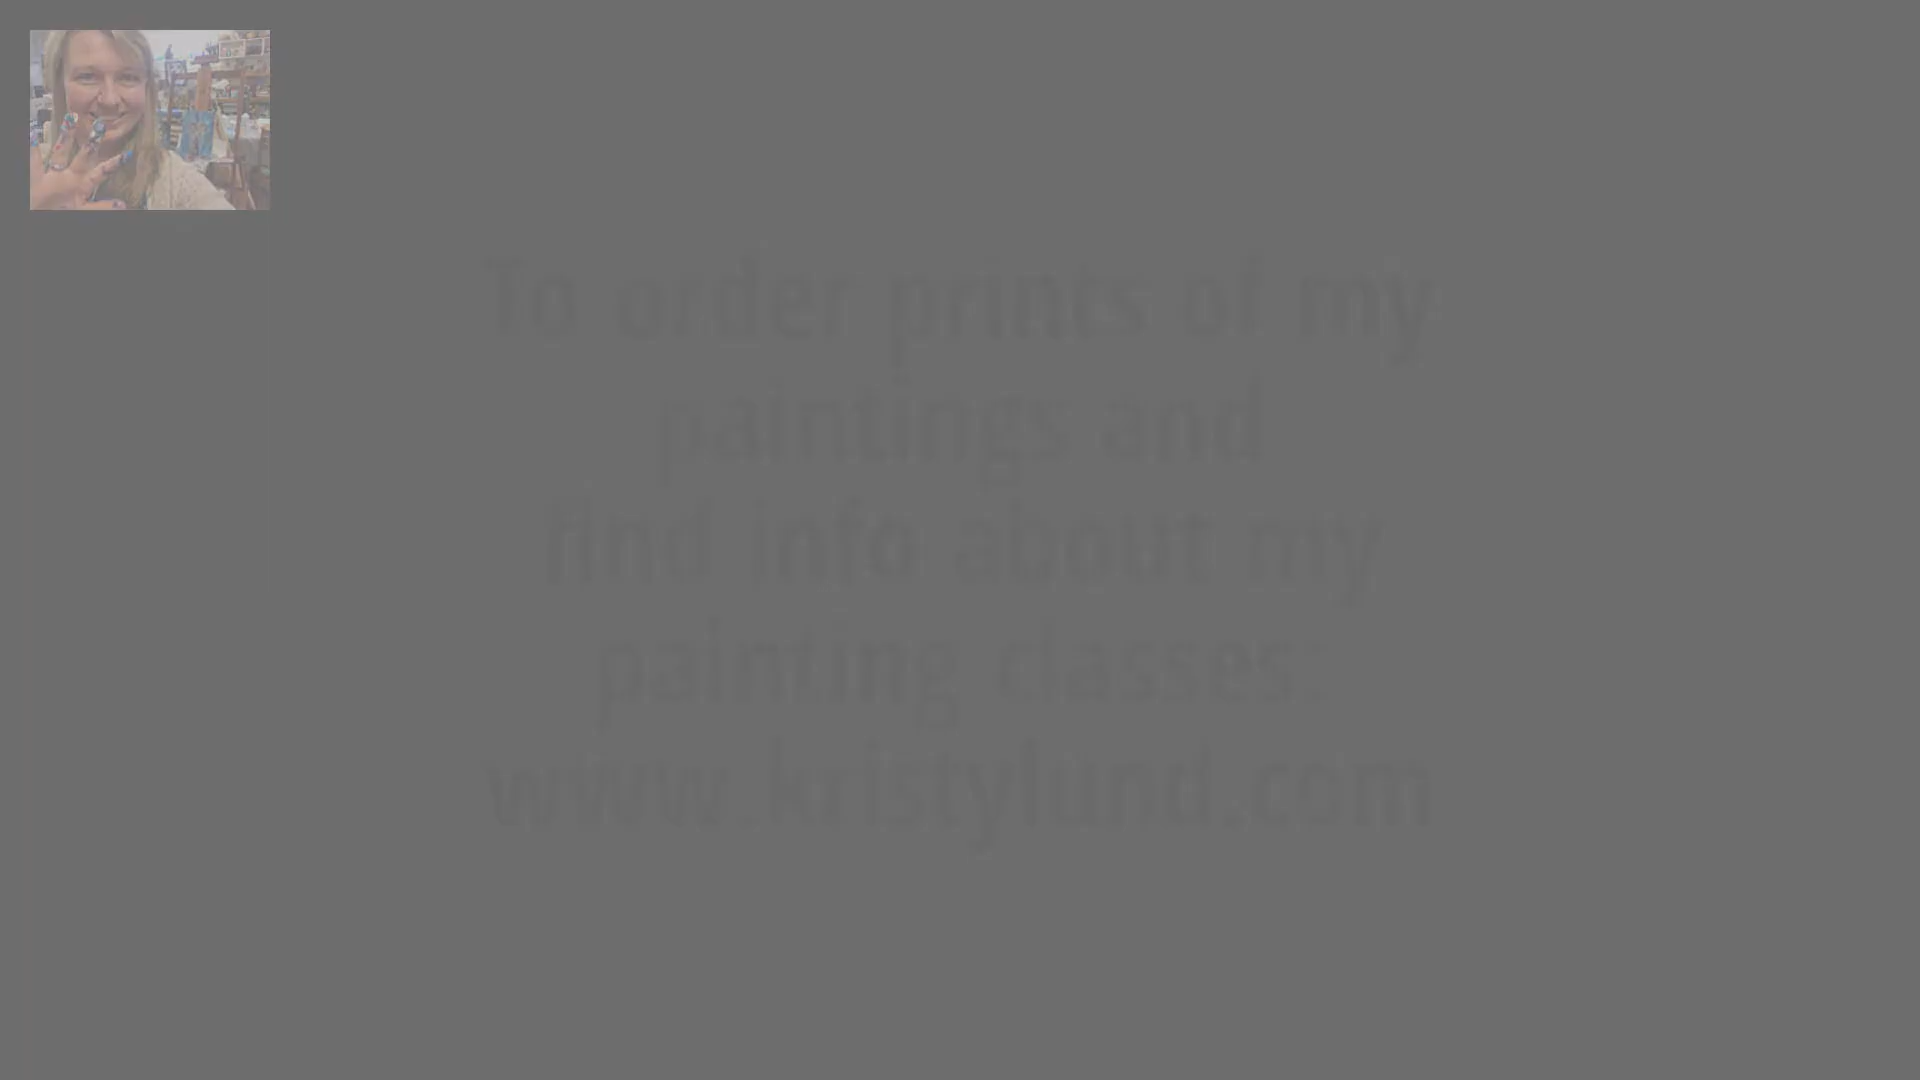 To order prints of my
paintings and
find info about my
painting classes:
www.kristylund.com